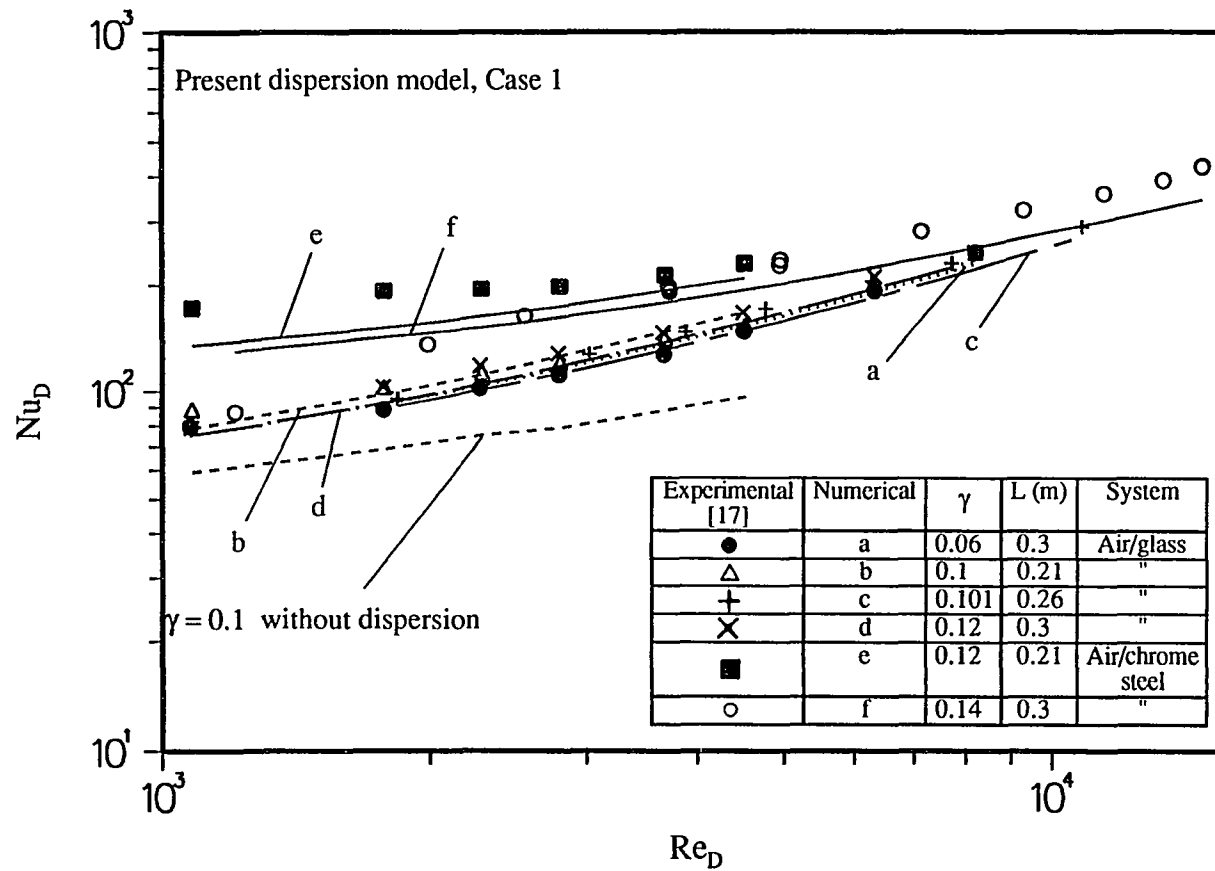 10³
Present dispersion model, Case 1
e
f
Nu_D
10²
a
c
b
d
γ = 0.1 without dispersion
Experimental [17] Numerical γ L (m) System
● a 0.06 0.3 Air/glass
△ b 0.1 0.21 "
+ c 0.101 0.26 "
× d 0.12 0.3 "
■ e 0.12 0.21 Air/chrome steel
○ f 0.14 0.3 "
10¹
10³
10⁴
Re_D